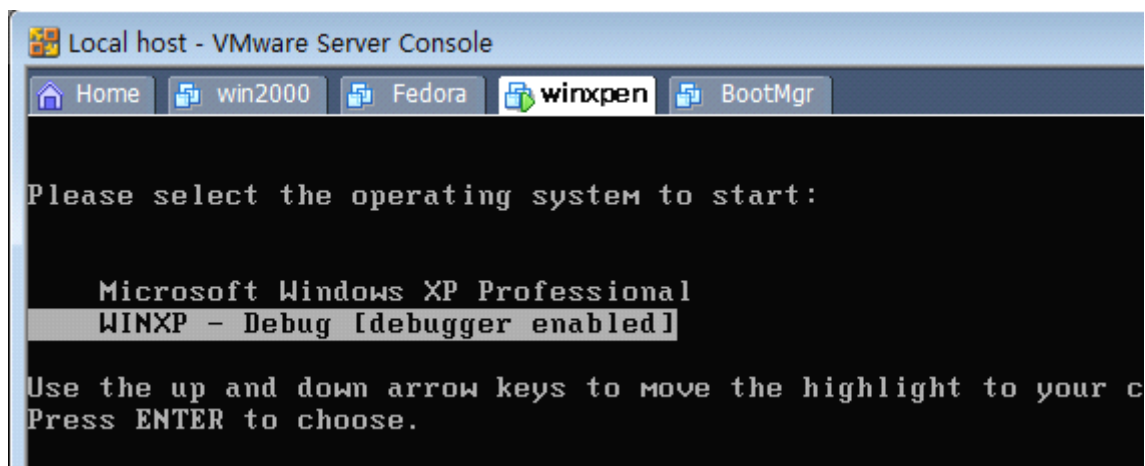 Local host - VMware Server Console
Home win2000 Fedora winxpen BootMgr
Please select the operating system to start:
Microsoft Windows XP Professional
WINXP - Debug [debugger enabled]
Use the up and down arrow keys to move the highlight to your c
Press ENTER to choose.